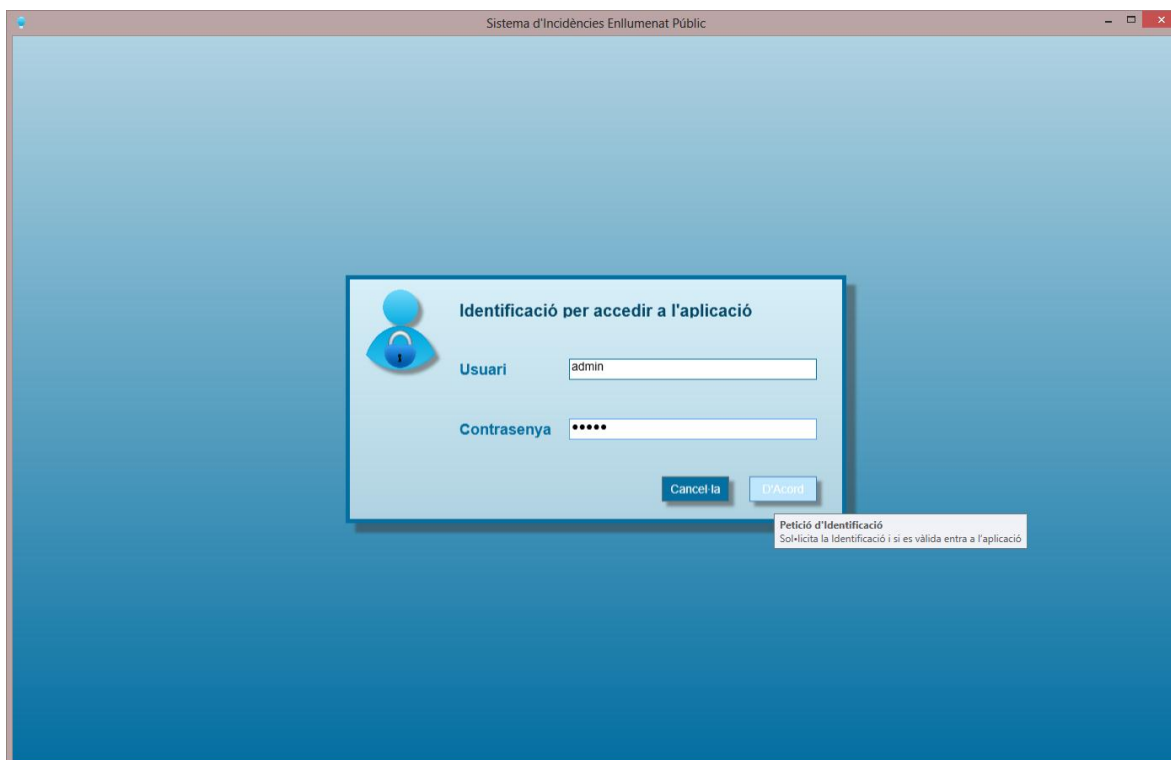 Sistema d'Incidències Enllumenat Públic
Identificació per accedir a l'aplicació
Usuari admin
Contrasenya •••••
Cancel·la D'Acord
Petició d'Identificació
Sol•licita la Identificació i si es vàlida entra a l'aplicació